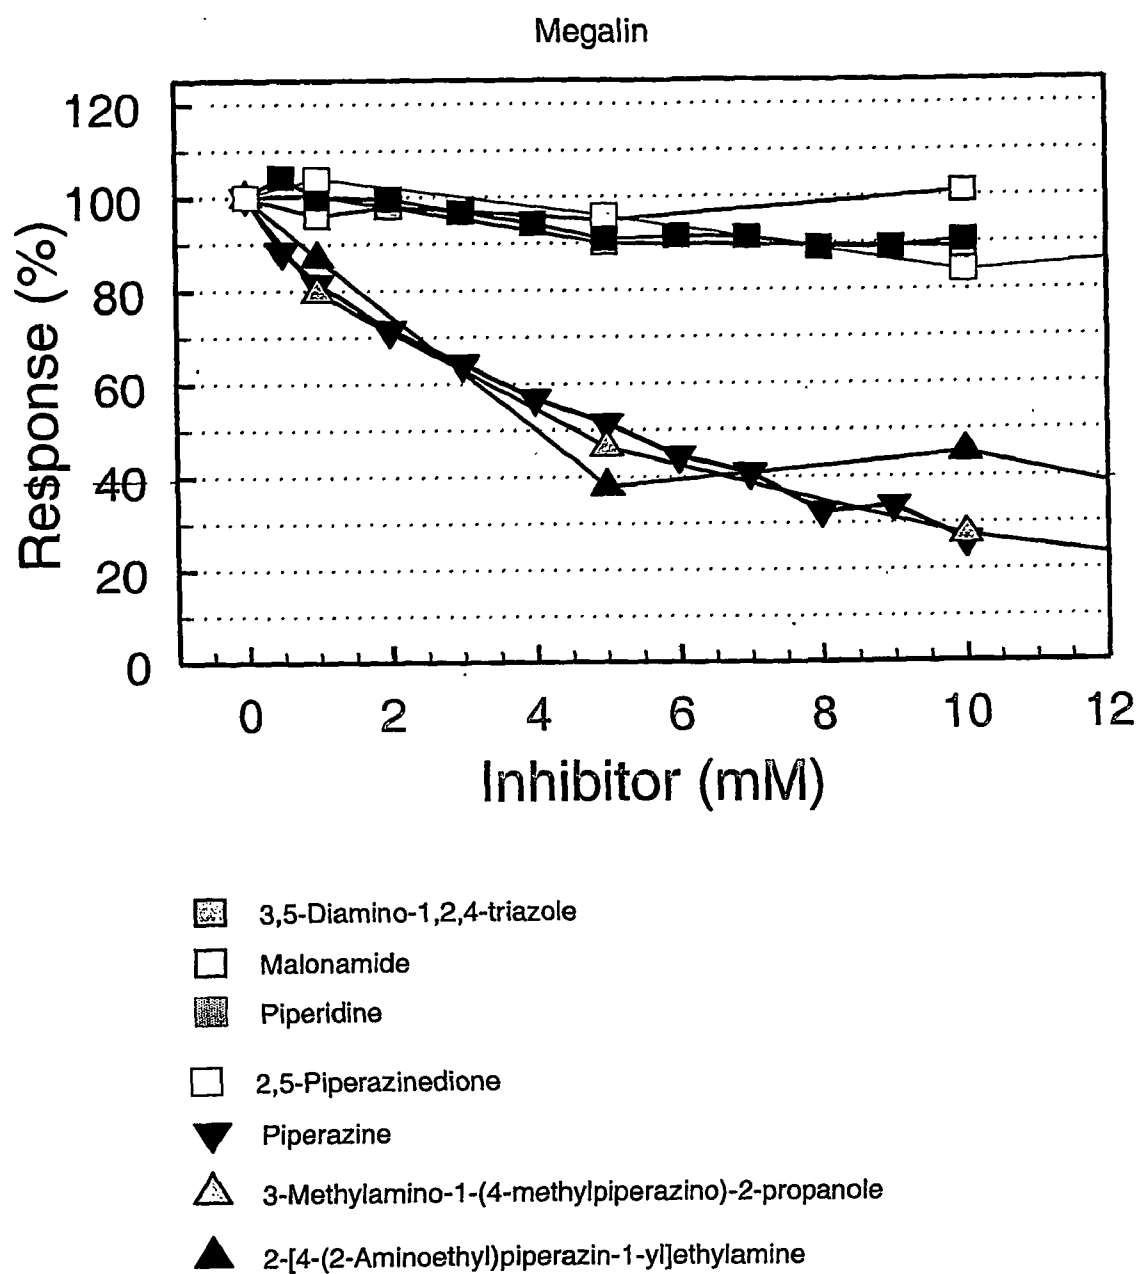 Megalin
120
100
80
60
40
20
0
Response (%)
0 2 4 6 8 10 12
Inhibitor (mM)
3,5-Diamino-1,2,4-triazole
Malonamide
Piperidine
2,5-Piperazinedione
Piperazine
3-Methylamino-1-(4-methylpiperazino)-2-propanole
2-[4-(2-Aminoethyl)piperazin-1-yl]ethylamine